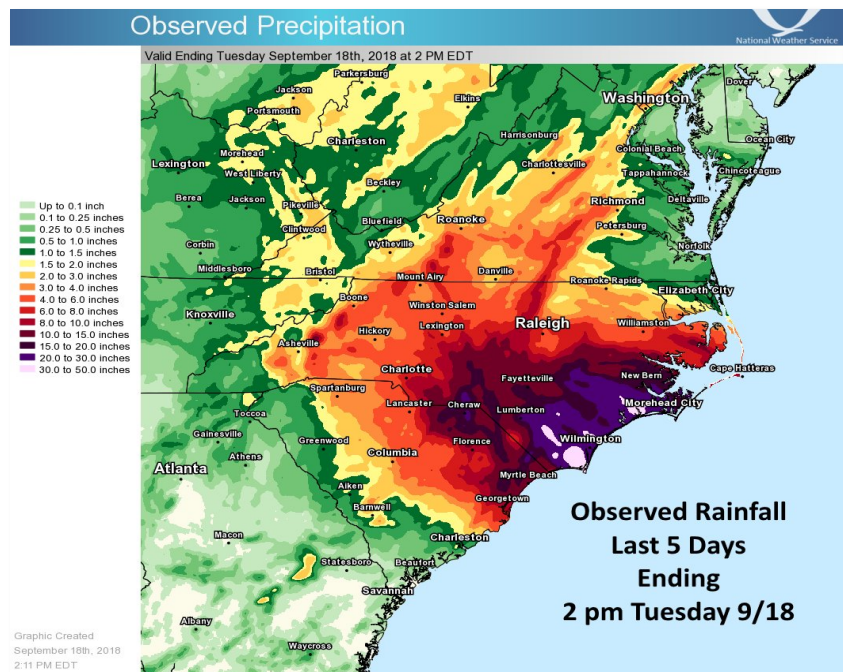 Observed Precipitation
National Weather Service
Valid Ending Tuesday September 18th, 2018 at 2 PM EDT
Parkersburg
Dover
Jackson
Elkins
Washington
Portsmouth
Harrisonburg
Ocean City
Charleston
Colonial Beach
Morehead
Lexington
Charlottesville
Tappahannock
Chincoteague
West Liberty
Beckley
Berea
Jackson
Pikeville
Richmond
Deltaville
Bluefield
Roanoke
Clintwood
Petersburg
Corbin
Wytheville
Norfolk
Middlesboro
Bristol
Mount Airy
Danville
Roanoke Rapids
Elizabeth City
Boone
Knoxville
Winston Salem
Raleigh
Williamston
Hickory
Lexington
Asheville
Charlotte
Cape Hatteras
Fayetteville
New Bern
Spartanburg
Lancaster
Cheraw
Lumberton
Morehead City
Toccoa
Gainesville
Greenwood
Florence
Wilmington
Athens
Columbia
Atlanta
Myrtle Beach
Aiken
Georgetown
Barnwell
Macon
Charleston
Statesboro
Beaufort
Savannah
Albany
Waycross
Up to 0.1 inch
0.1 to 0.25 inches
0.25 to 0.5 inches
0.5 to 1.0 inches
1.0 to 1.5 inches
1.5 to 2.0 inches
2.0 to 3.0 inches
3.0 to 4.0 inches
4.0 to 6.0 inches
6.0 to 8.0 inches
8.0 to 10.0 inches
10.0 to 15.0 inches
15.0 to 20.0 inches
20.0 to 30.0 inches
30.0 to 50.0 inches
Observed Rainfall
Last 5 Days
Ending
2 pm Tuesday 9/18
Graphic Created
September 18th, 2018
2:11 PM EDT